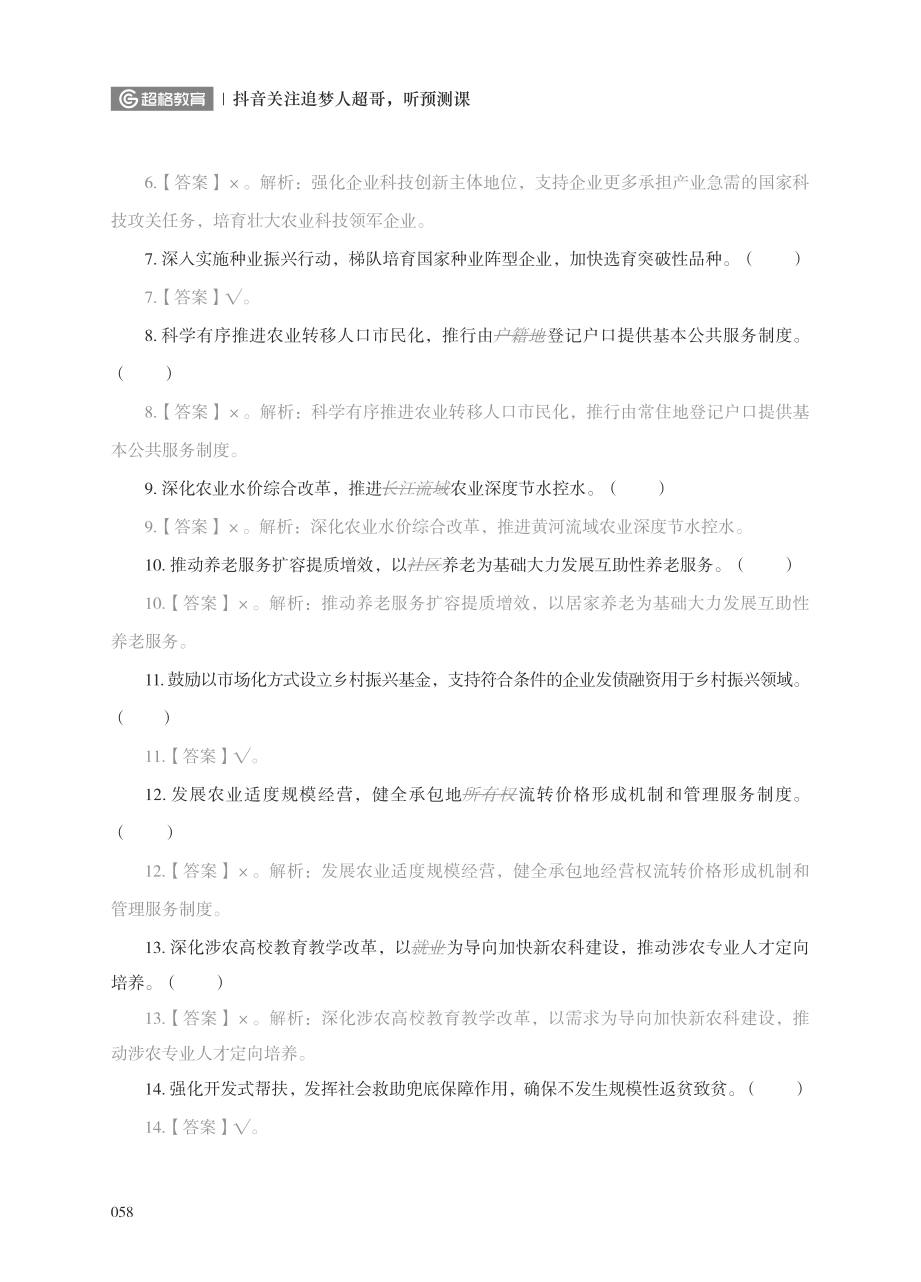 超格教育 | 抖音关注追梦人超哥，听预测课
6.【答案】×。解析：强化企业科技创新主体地位，支持企业更多承担产业急需的国家科
技攻关任务，培育壮大农业科技领军企业。
7. 深入实施种业振兴行动，梯队培育国家种业阵型企业，加快选育突破性品种。（　　）
7.【答案】√。
8. 科学有序推进农业转移人口市民化，推行由户籍地登记户口提供基本公共服务制度。
（　　）
8.【答案】×。解析：科学有序推进农业转移人口市民化，推行由常住地登记户口提供基
本公共服务制度。
9. 深化农业水价综合改革，推进长江流域农业深度节水控水。（　　）
9.【答案】×。解析：深化农业水价综合改革，推进黄河流域农业深度节水控水。
10. 推动养老服务扩容提质增效，以社区养老为基础大力发展互助性养老服务。（　　）
10.【答案】×。解析：推动养老服务扩容提质增效，以居家养老为基础大力发展互助性
养老服务。
11. 鼓励以市场化方式设立乡村振兴基金，支持符合条件的企业发债融资用于乡村振兴领域。
（　　）
11.【答案】√。
12. 发展农业适度规模经营，健全承包地所有权流转价格形成机制和管理服务制度。
（　　）
12.【答案】×。解析：发展农业适度规模经营，健全承包地经营权流转价格形成机制和
管理服务制度。
13. 深化涉农高校教育教学改革，以就业为导向加快新农科建设，推动涉农专业人才定向
培养。（　　）
13.【答案】×。解析：深化涉农高校教育教学改革，以需求为导向加快新农科建设，推
动涉农专业人才定向培养。
14. 强化开发式帮扶，发挥社会救助兜底保障作用，确保不发生规模性返贫致贫。（　　）
14.【答案】√。
058